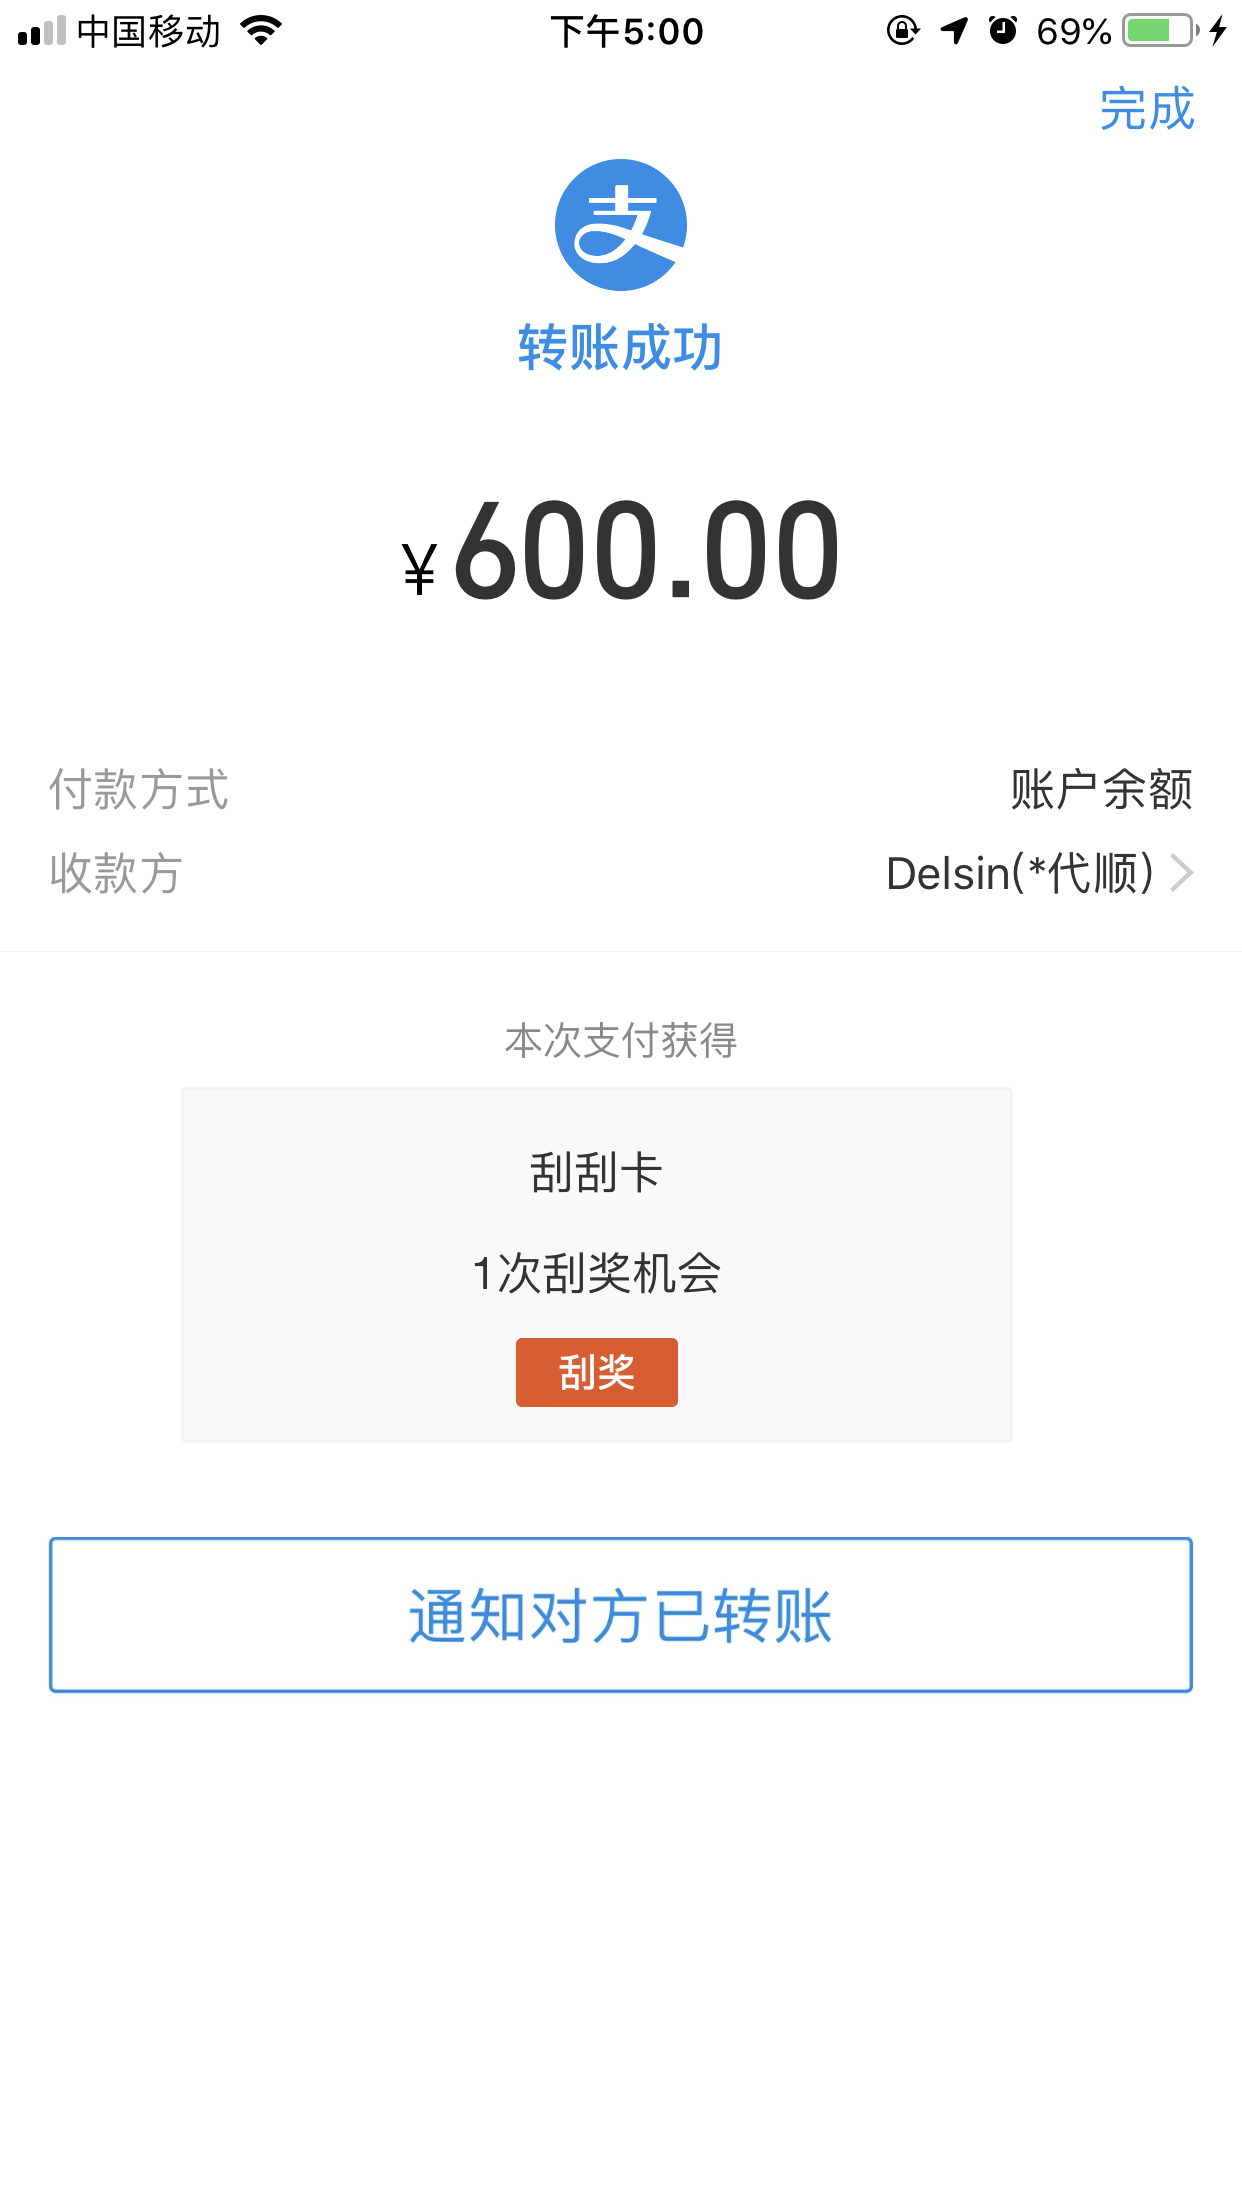 中国移动 下午5:00 69%
完成
支
转账成功
¥600.00
付款方式 账户余额
收款方 Delsin(*代顺)
本次支付获得
刮刮卡
1次刮奖机会
刮奖
通知对方已转账